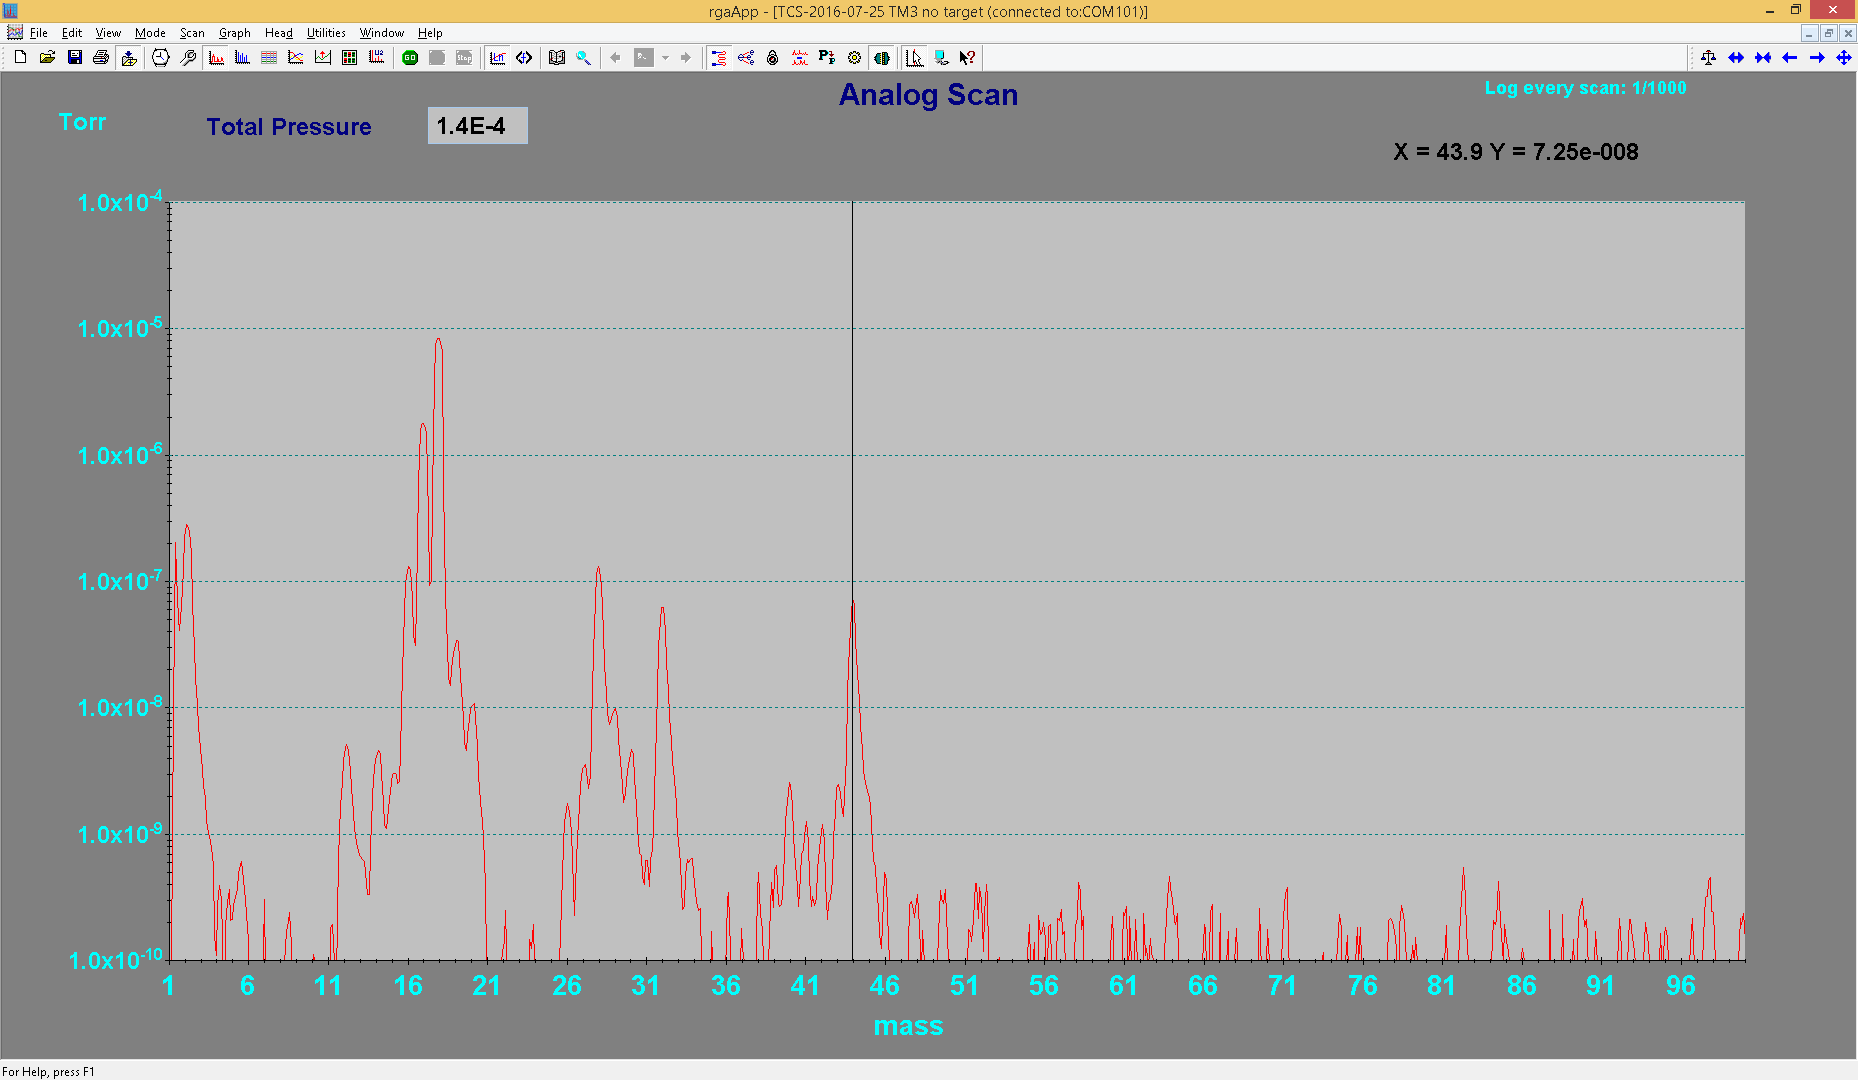 rgaApp - [TCS-2016-07-25 TM3 no target (connected to:COM101)]
File Edit View Mode Scan Graph Head Utilities Window Help
GO Stop
Analog Scan
Log every scan: 1/1000
Torr
Total Pressure 1.4E-4
X = 43.9 Y = 7.25e-008
1.0x10^-4
1.0x10^-5
1.0x10^-6
1.0x10^-7
1.0x10^-8
1.0x10^-9
1.0x10^-10
1 6 11 16 21 26 31 36 41 46 51 56 61 66 71 76 81 86 91 96
mass
For Help, press F1